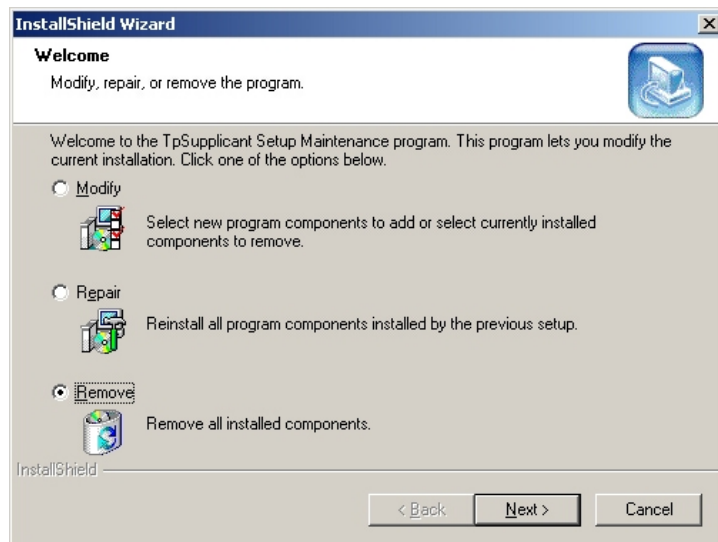 InstallShield Wizard
Welcome
Modify, repair, or remove the program.
Welcome to the TpSupplicant Setup Maintenance program. This program lets you modify the
current installation. Click one of the options below.
Modify
Select new program components to add or select currently installed
components to remove.
Repair
Reinstall all program components installed by the previous setup.
Remove
Remove all installed components.
InstallShield
< Back Next > Cancel